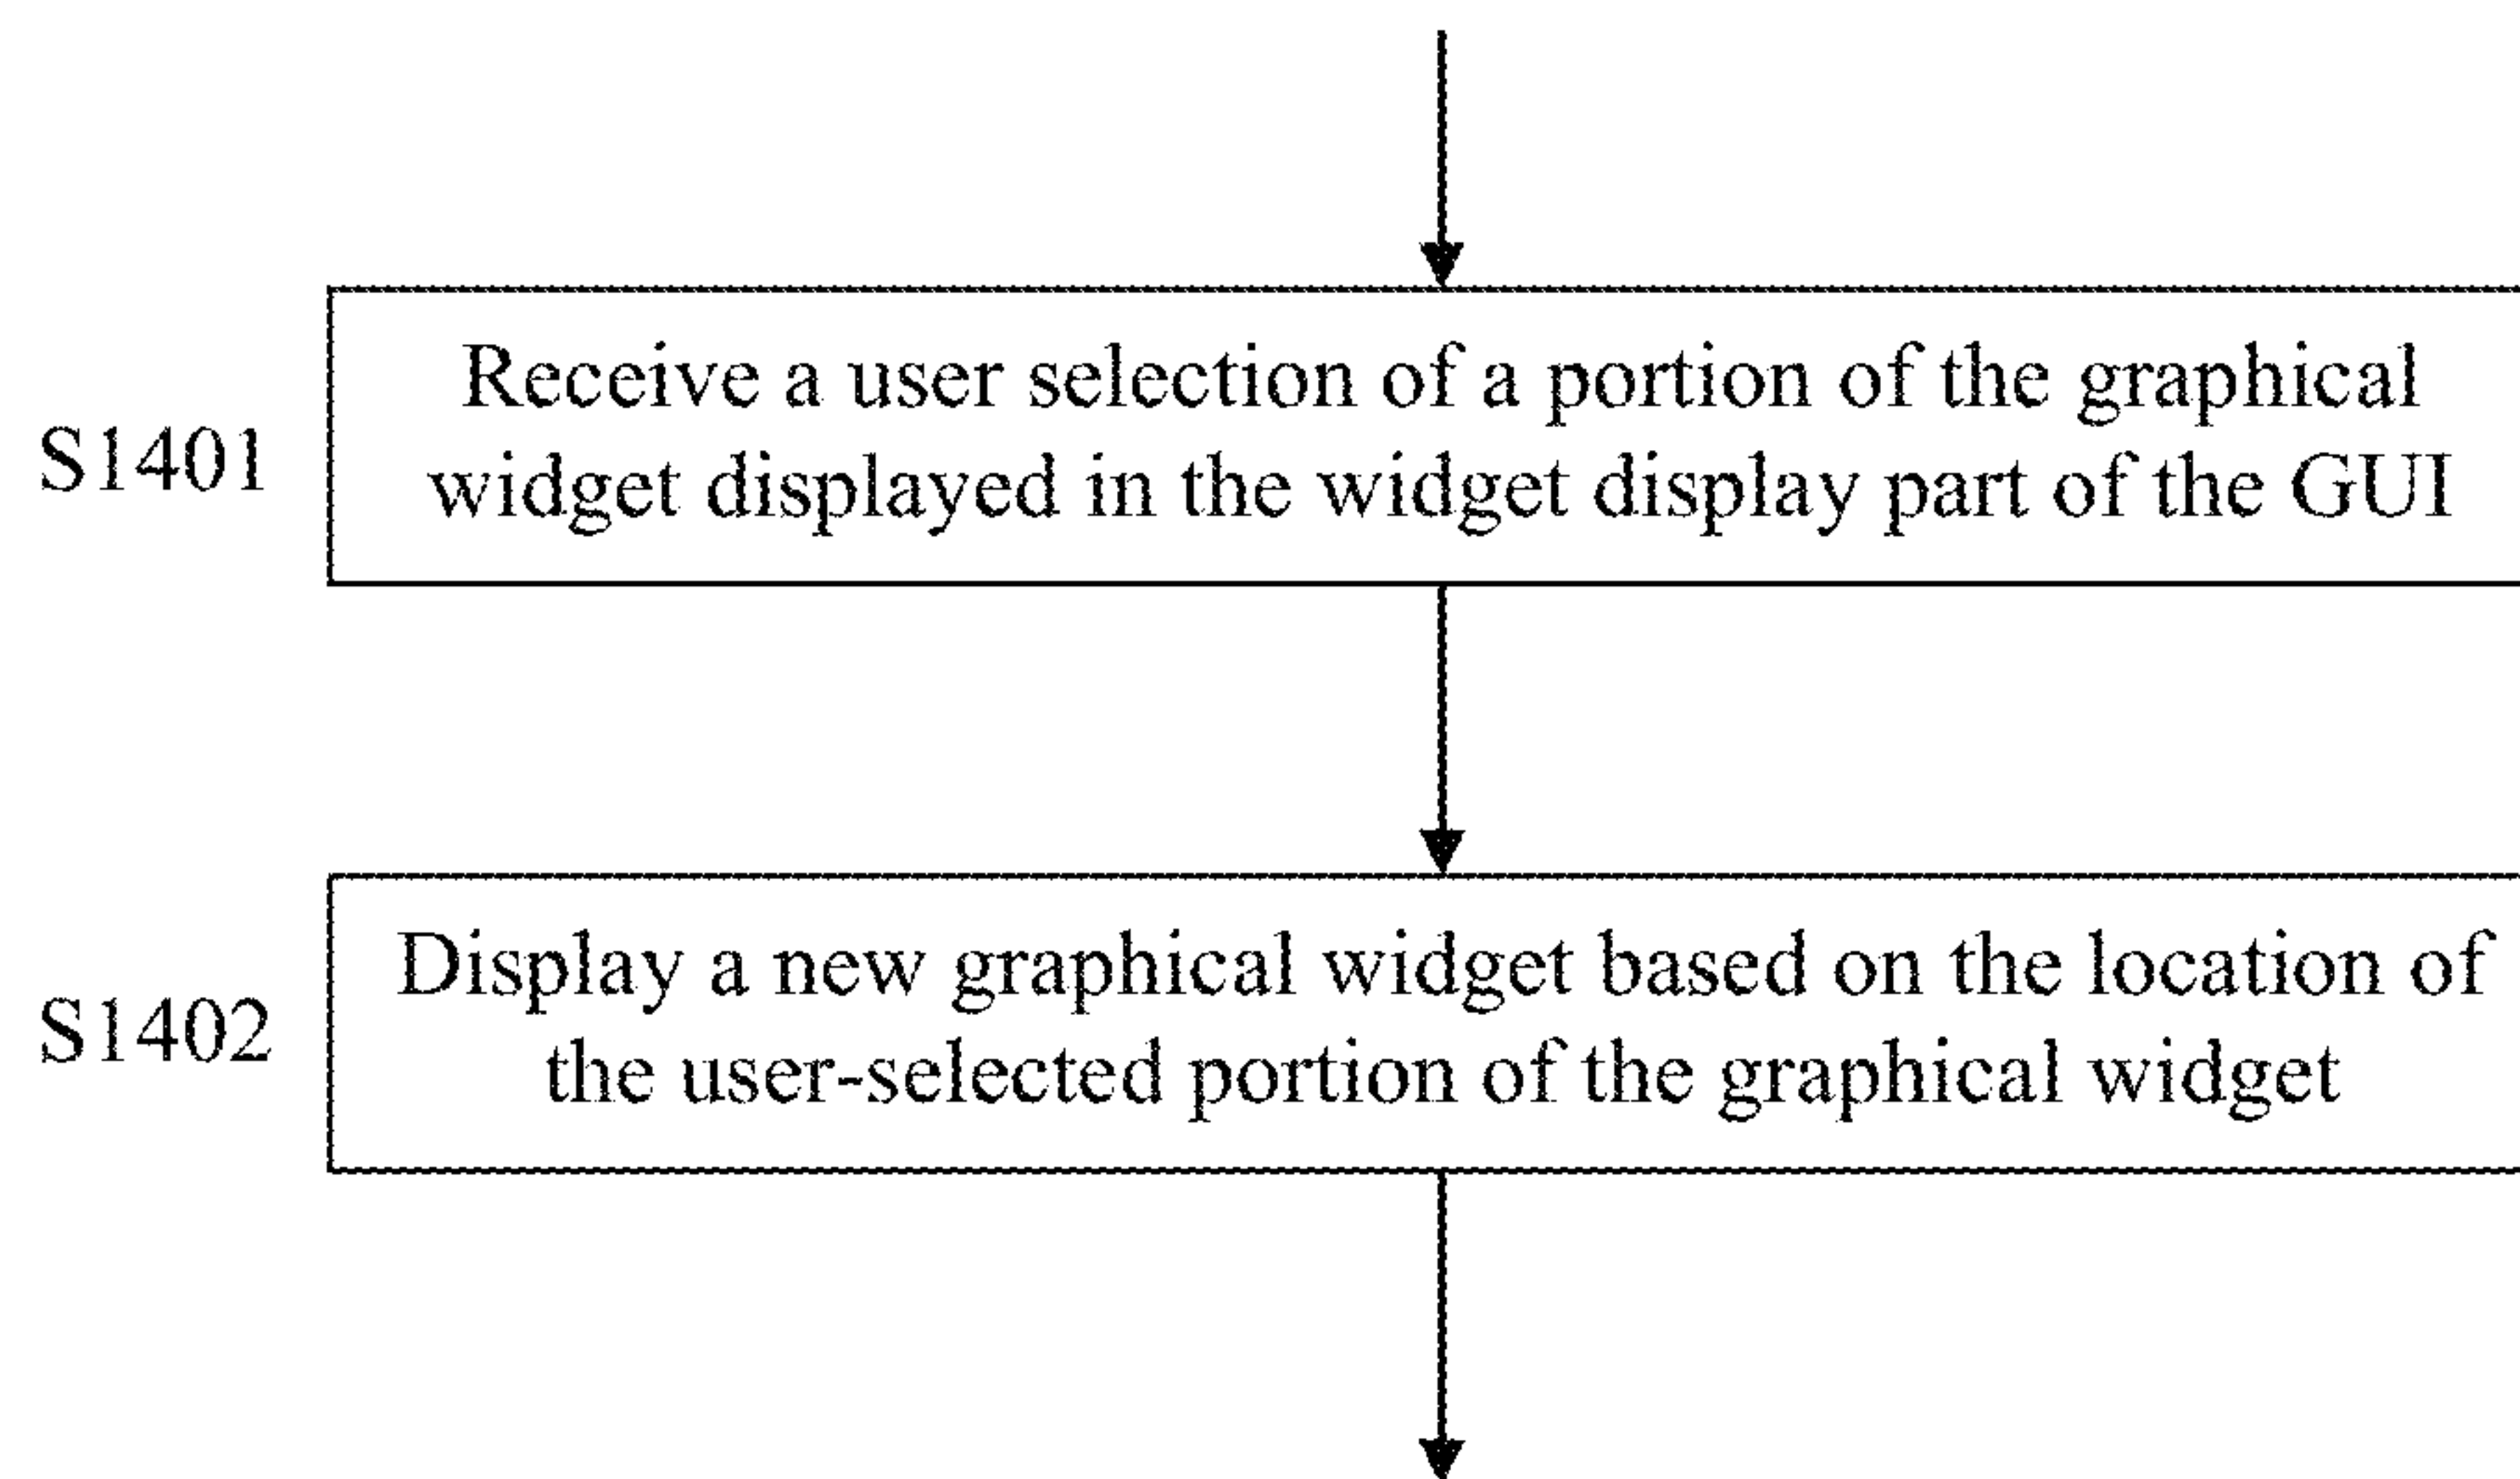 Receive a user selection of a portion of the graphical
S1401
widget displayed in the widget display part of the GUI
Display a new graphical widget based on the location of
S1402
the user-selected portion of the graphical widget